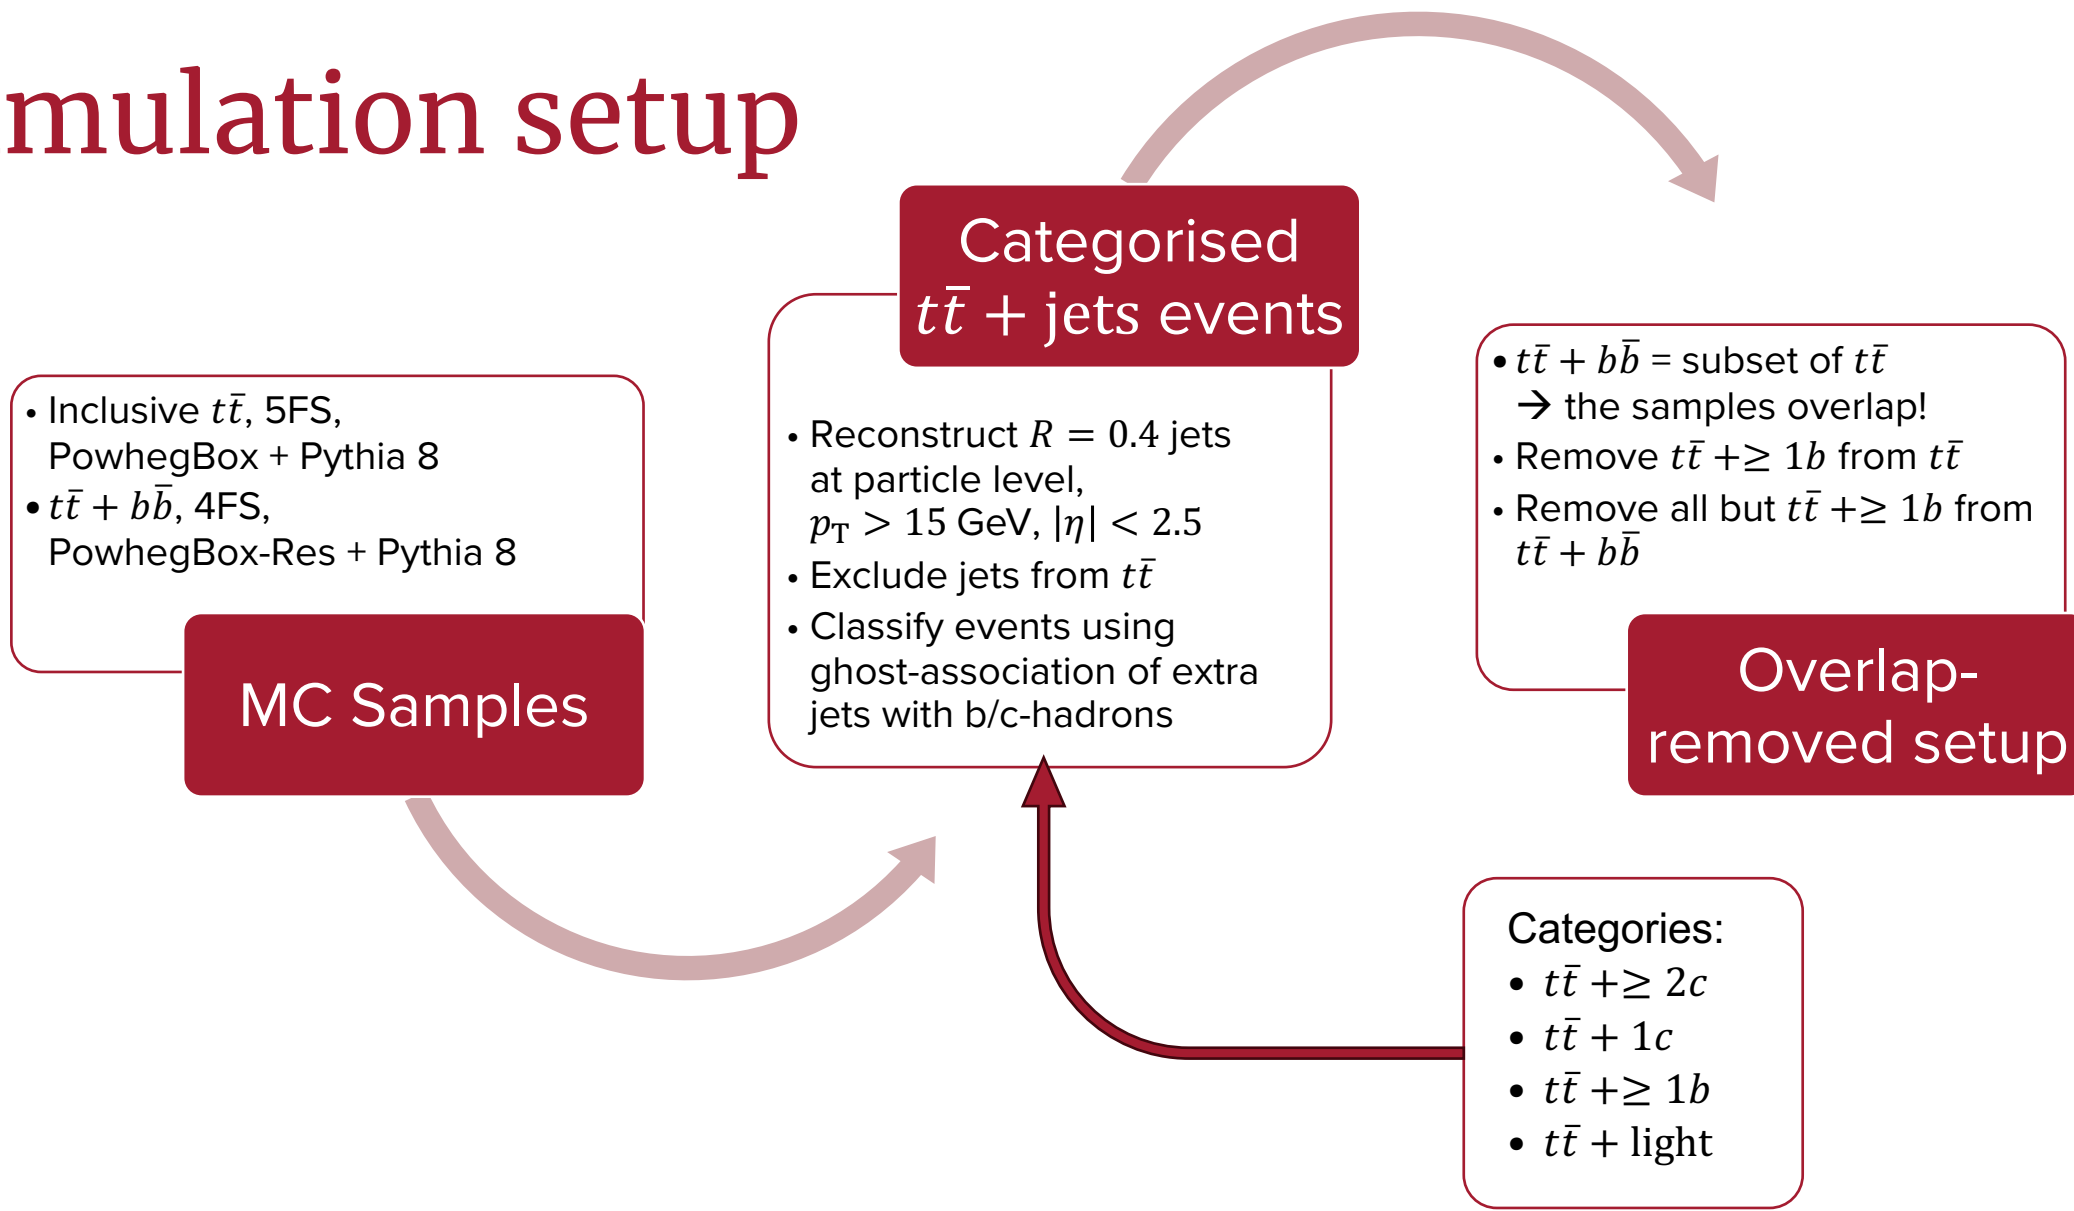 mulation setup
• Inclusive 𝑡𝑡̅, 5FS,
PowhegBox + Pythia 8
• 𝑡𝑡̅ + 𝑏𝑏̅, 4FS,
PowhegBox-Res + Pythia 8
MC Samples
Categorised
𝑡𝑡̅ + jets events
• Reconstruct 𝑅 = 0.4 jets
at particle level,
𝑝T > 15 GeV, |𝜂| < 2.5
• Exclude jets from 𝑡𝑡̅
• Classify events using
ghost-association of extra
jets with b/c-hadrons
• 𝑡𝑡̅ + 𝑏𝑏̅ = subset of 𝑡𝑡̅
→ the samples overlap!
• Remove 𝑡𝑡̅ +≥ 1𝑏 from 𝑡𝑡̅
• Remove all but 𝑡𝑡̅ +≥ 1𝑏 from
𝑡𝑡̅ + 𝑏𝑏̅
Overlap-
removed setup
Categories:
• 𝑡𝑡̅ +≥ 2𝑐
• 𝑡𝑡̅ + 1𝑐
• 𝑡𝑡̅ +≥ 1𝑏
• 𝑡𝑡̅ + light